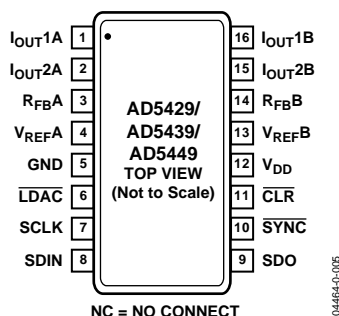 IOUT1A 1
IOUT2A 2
RFBA 3
VREFA 4
GND 5
LDAC 6
SCLK 7
SDIN 8
AD5429/
AD5439/
AD5449
TOP VIEW
(Not to Scale)
16 IOUT1B
15 IOUT2B
14 RFBB
13 VREFB
12 VDD
11 CLR
10 SYNC
9 SDO
NC = NO CONNECT
04464-0-005